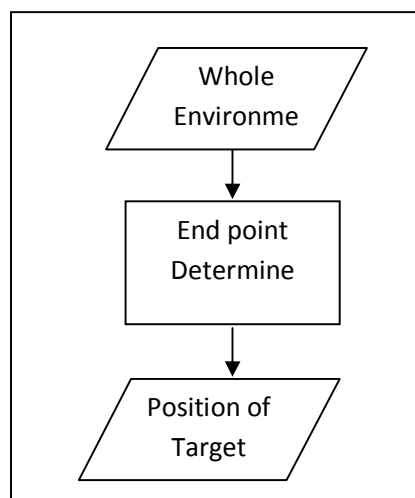 Whole
Environme
End point
Determine
Position of
Target